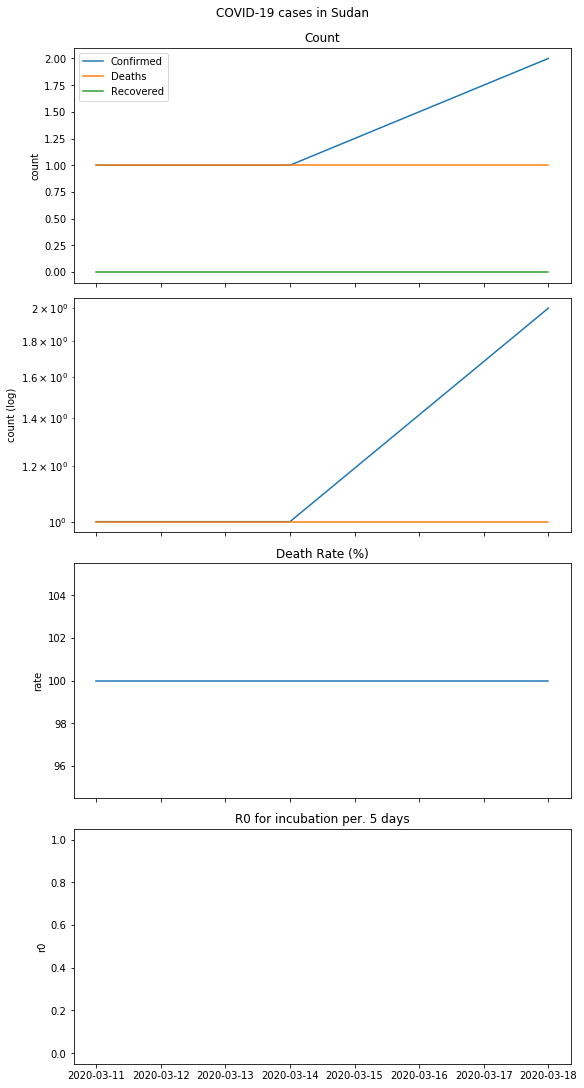 COVID-19 cases in Sudan
Count
2.00
1.75
1.50
1.25
1.00
0.75
0.50
0.25
0.00
count
Confirmed
Deaths
Recovered
2 × 10⁰
1.8 × 10⁰
1.6 × 10⁰
1.4 × 10⁰
1.2 × 10⁰
10⁰
count (log)
Death Rate (%)
104
102
100
98
96
rate
R0 for incubation per. 5 days
1.0
0.8
0.6
0.4
0.2
0.0
r0
2020-03-11 2020-03-12 2020-03-13 2020-03-14 2020-03-15 2020-03-16 2020-03-17 2020-03-18